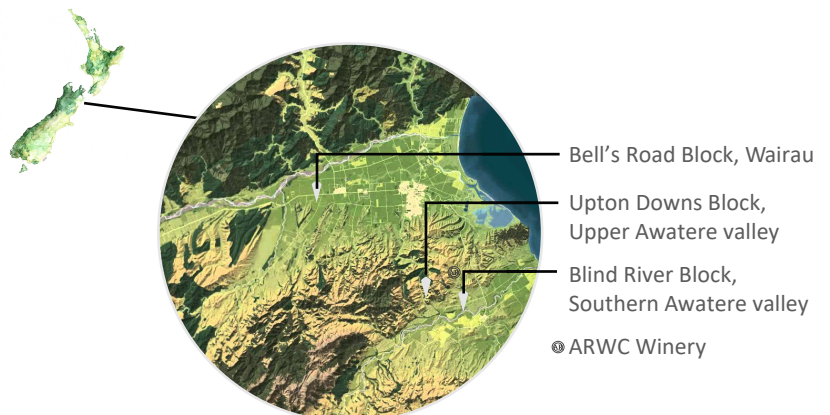 Bell’s Road Block, Wairau
Upton Downs Block,
Upper Awatere valley
Blind River Block,
Southern Awatere valley
ARWC Winery